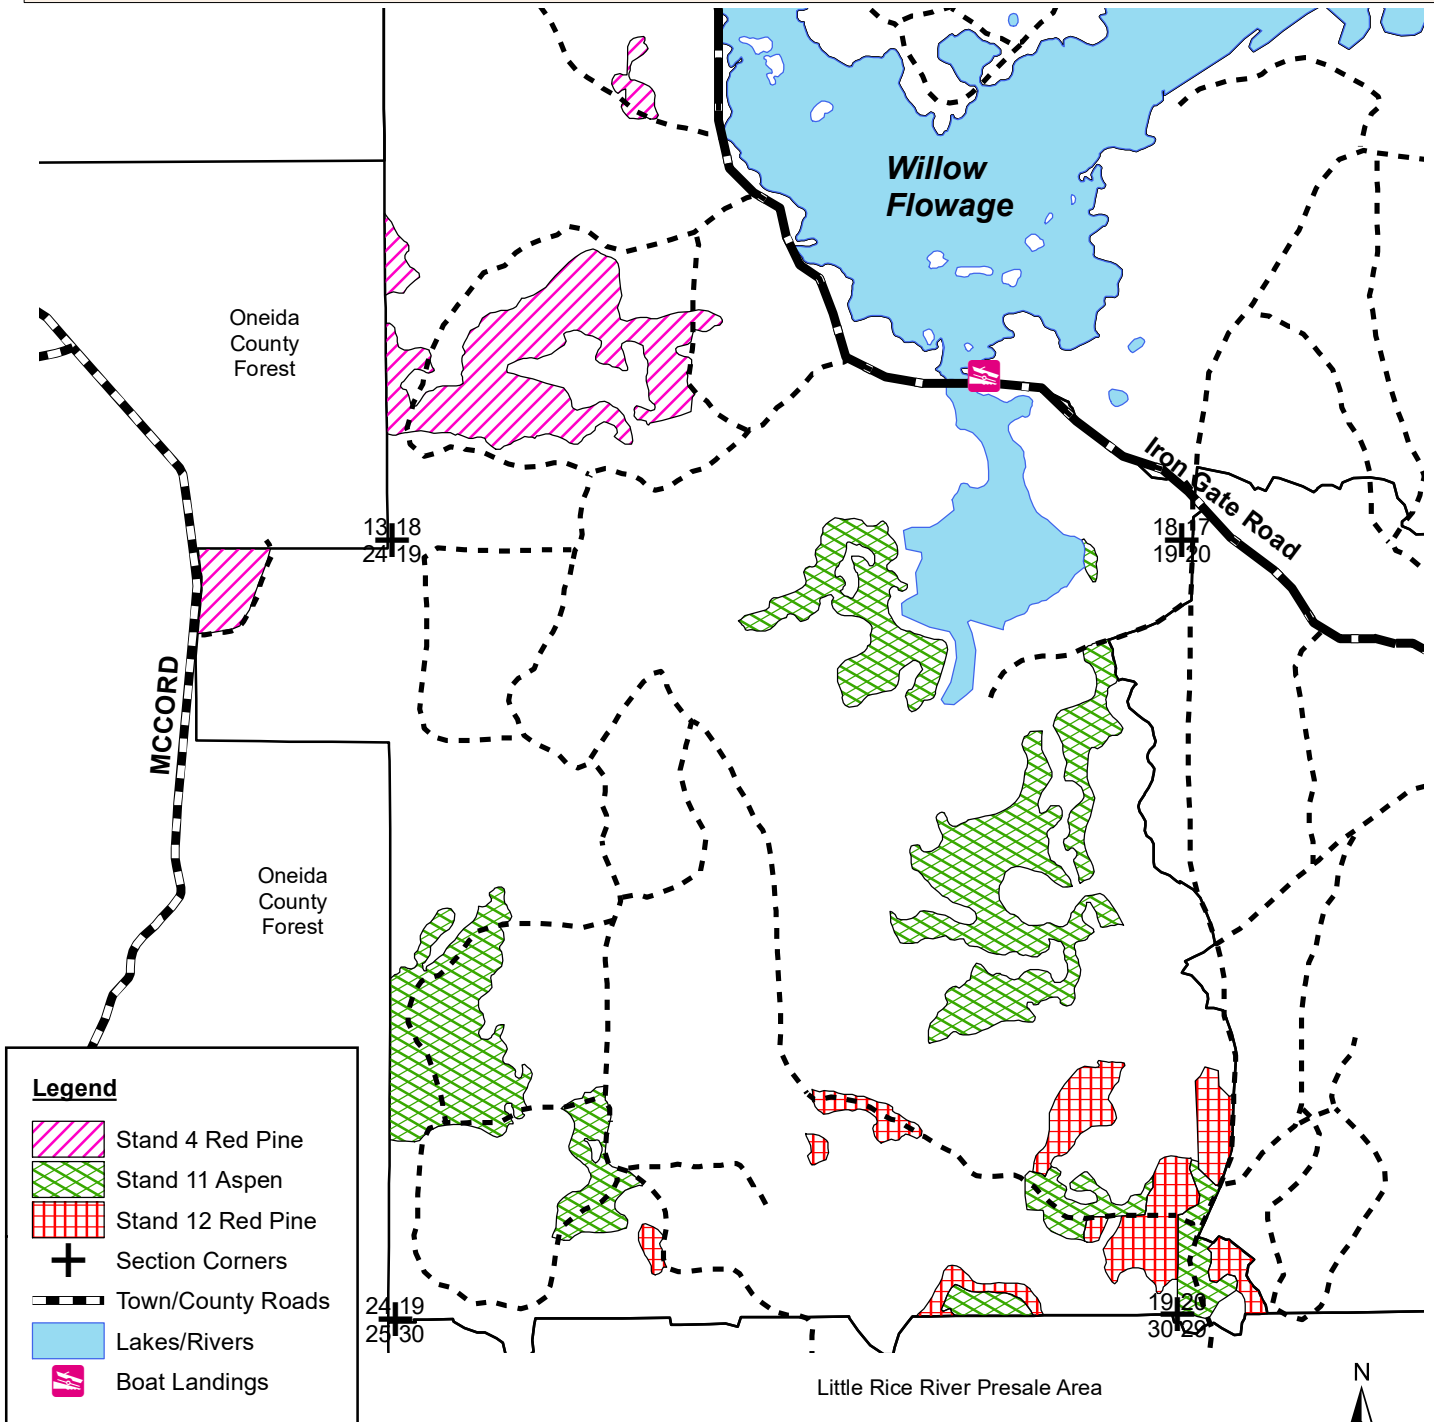 Willow
Flowage
Oneida
County
Forest
Iron Gate Road
13 18
24 19
18 17
19 20
MCCORD
Oneida
County
Forest
Legend
Stand 4 Red Pine
Stand 11 Aspen
Stand 12 Red Pine
Section Corners
Town/County Roads
Lakes/Rivers
Boat Landings
24 19
25 30
19 20
30 29
Little Rice River Presale Area
N